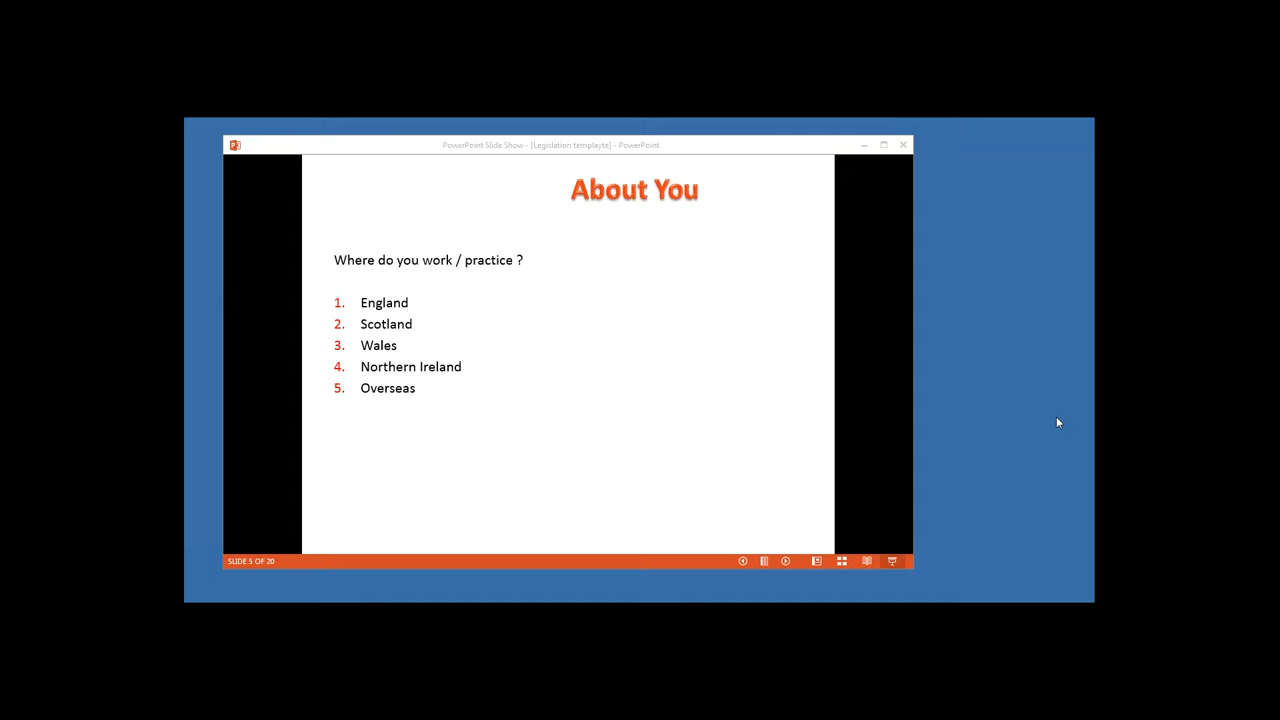 PowerPoint Slide Show - [Legislation templayte] - PowerPoint
About You
Where do you work / practice ?
1. England
2. Scotland
3. Wales
4. Northern Ireland
5. Overseas
SLIDE 5 OF 20